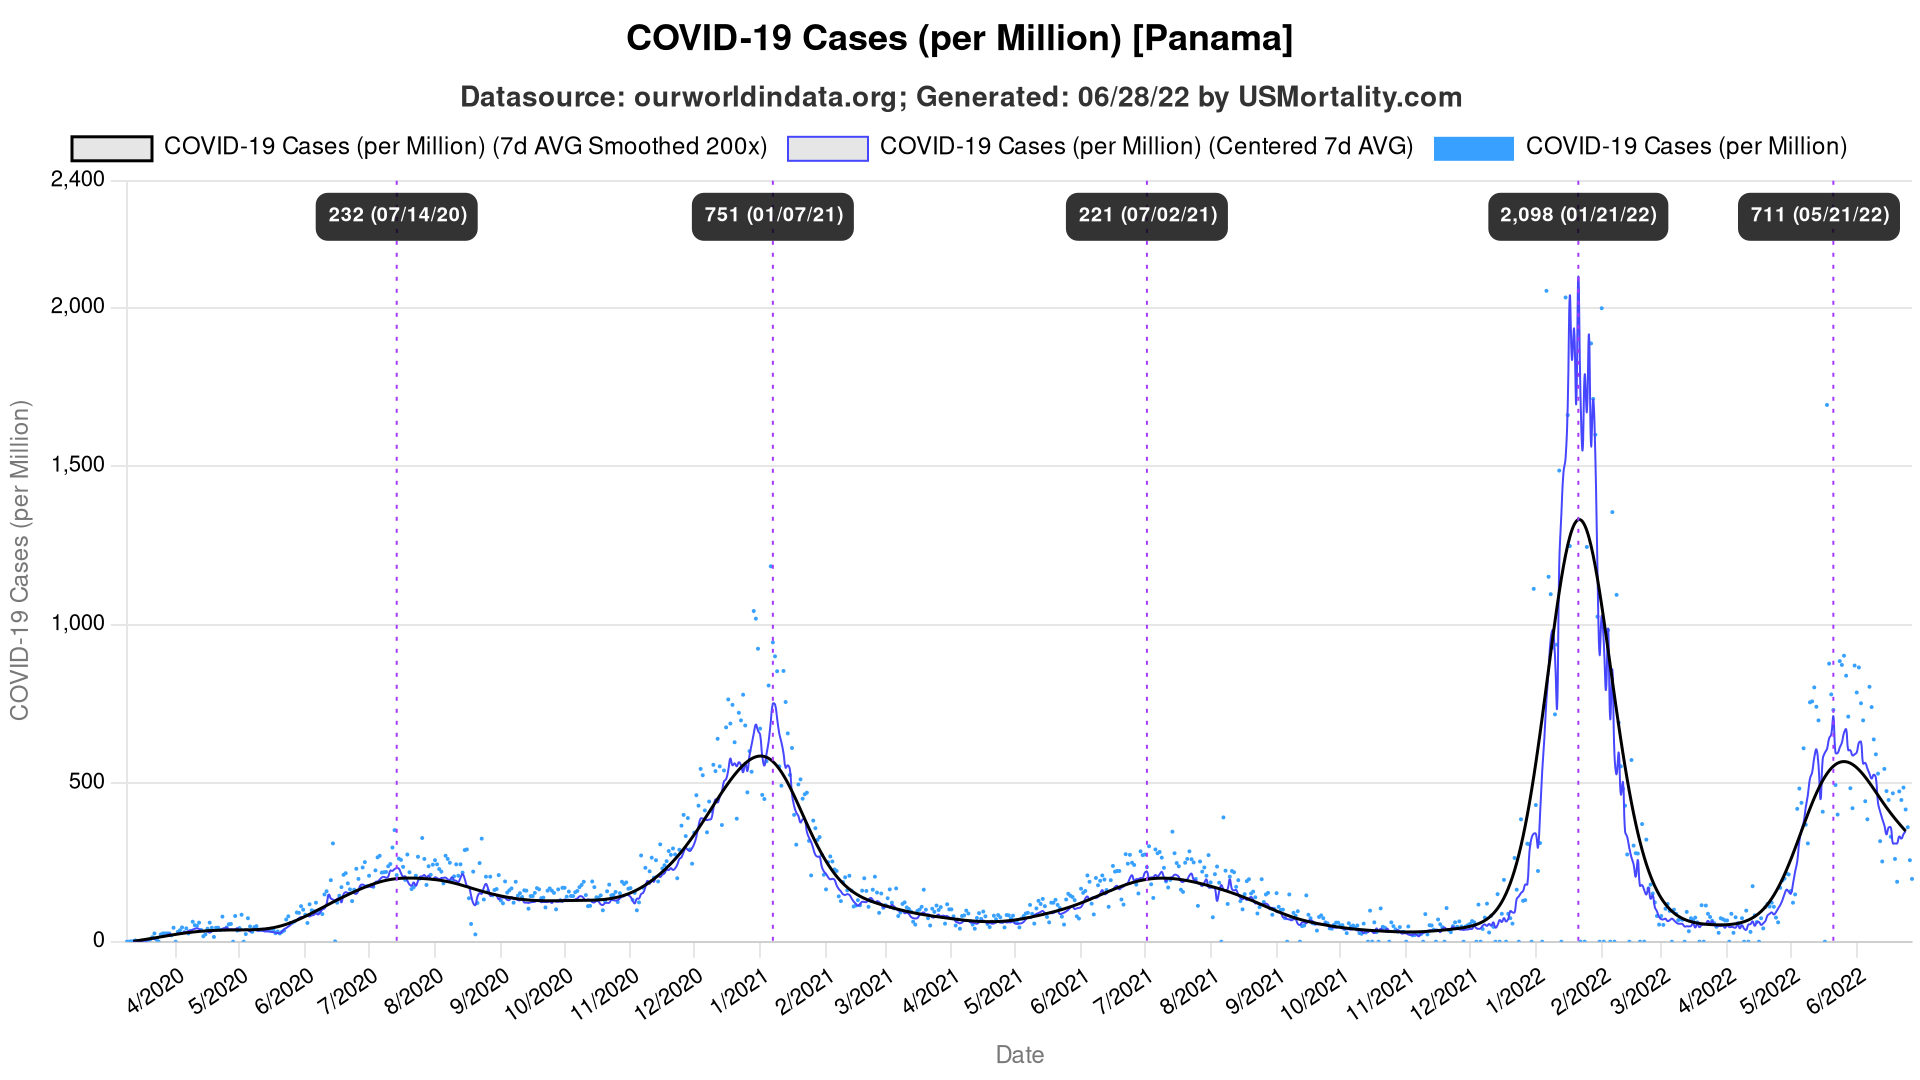 COVID-19 Cases (per Million) [Panama]
Datasource: ourworldindata.org; Generated: 06/28/22 by USMortality.com
COVID-19 Cases (per Million) (7d AVG Smoothed 200x) COVID-19 Cases (per Million) (Centered 7d AVG) COVID-19 Cases (per Million)
232 (07/14/20) 751 (01/07/21) 221 (07/02/21) 2,098 (01/21/22) 711 (05/21/22)
COVID-19 Cases (per Million)
2,400
2,000
1,500
1,000
500
0
4/2020 5/2020 6/2020 7/2020 8/2020 9/2020 10/2020 11/2020 12/2020 1/2021 2/2021 3/2021 4/2021 5/2021 6/2021 7/2021 8/2021 9/2021 10/2021 11/2021 12/2021 1/2022 2/2022 3/2022 4/2022 5/2022 6/2022
Date